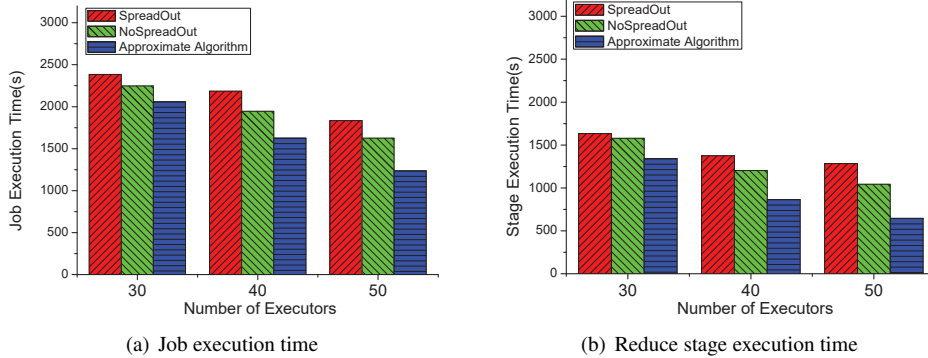 SpreadOut
NoSpreadOut
Approximate Algorithm
3000
2500
2000
1500
1000
500
0
Job Execution Time(s)
30
40
50
Number of Executors
(a) Job execution time
SpreadOut
NoSpreadOut
Approximate Algorithm
3000
2500
2000
1500
1000
500
0
Stage Execution Time(s)
30
40
50
Number of Executors
(b) Reduce stage execution time